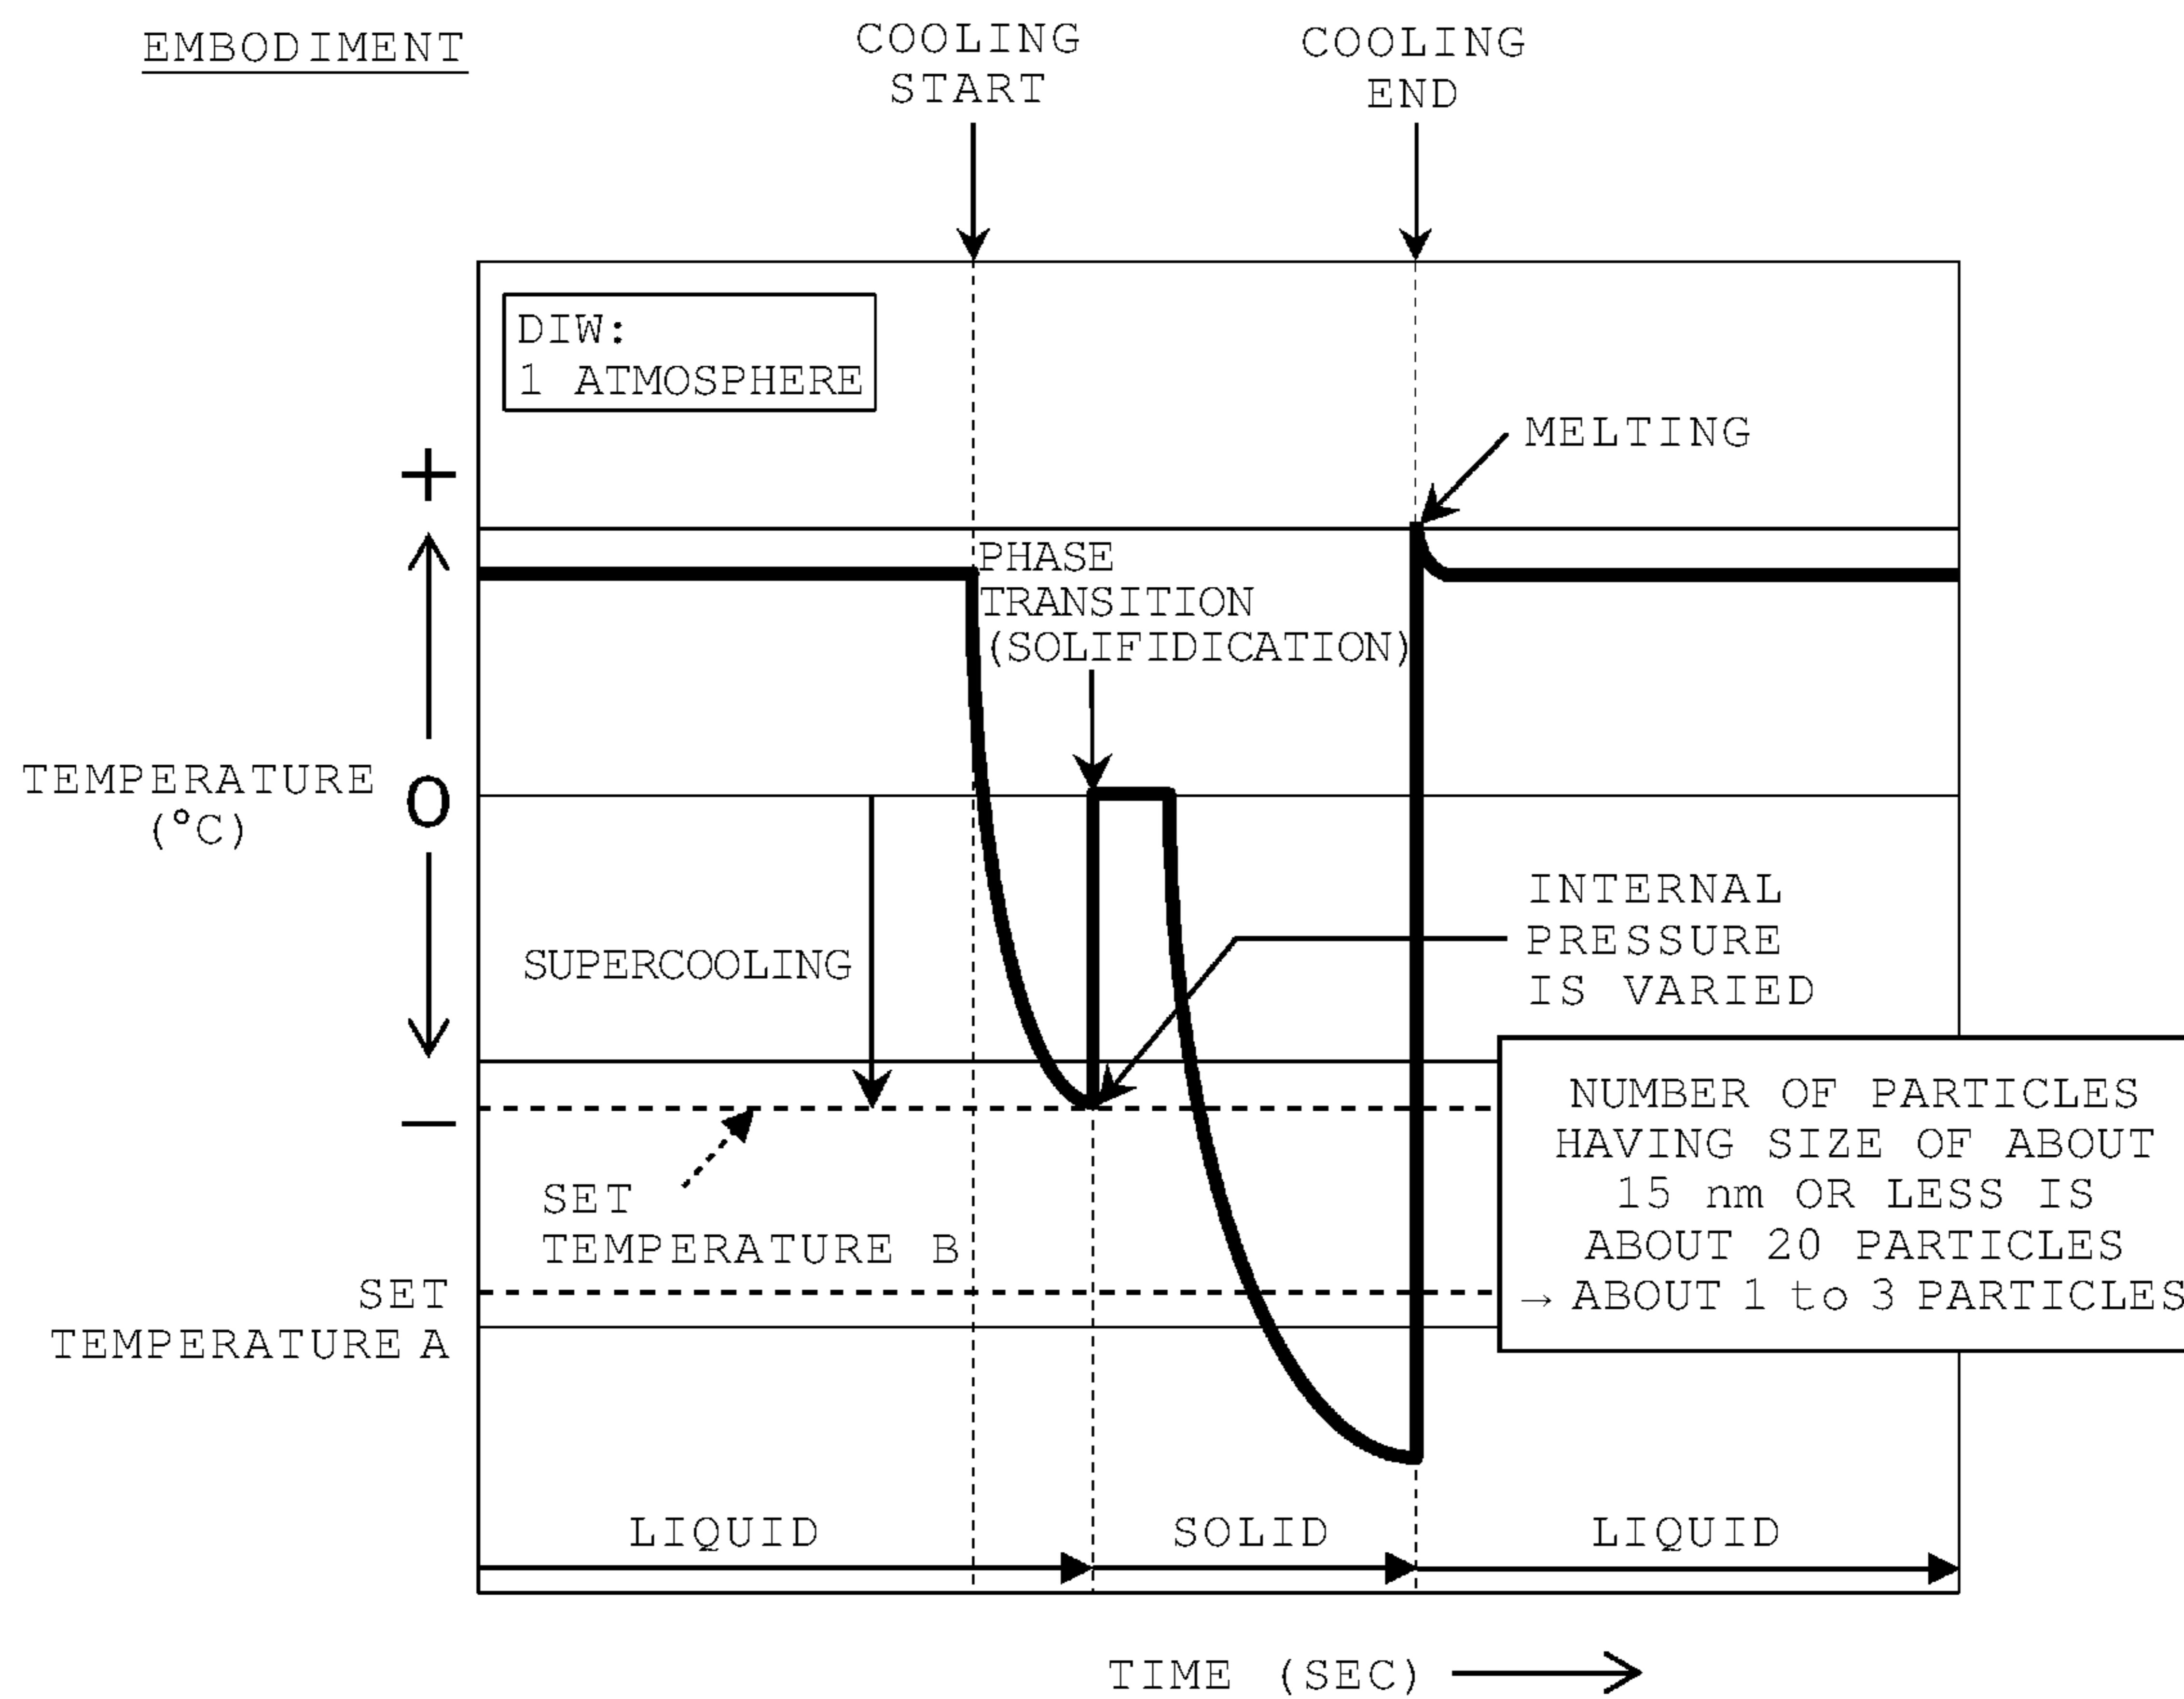 EMBODIMENT
COOLING
START
COOLING
END
DIW:
1 ATMOSPHERE
+
MELTING
PHASE
TRANSITION
(SOLIFIDICATION)
TEMPERATURE
(°C)
0
INTERNAL
PRESSURE
IS VARIED
SUPERCOOLING
−
NUMBER OF PARTICLES
HAVING SIZE OF ABOUT
15 nm OR LESS IS
ABOUT 20 PARTICLES
→ ABOUT 1 to 3 PARTICLES
SET
TEMPERATURE B
SET
TEMPERATURE A
LIQUID
SOLID
LIQUID
TIME (SEC)